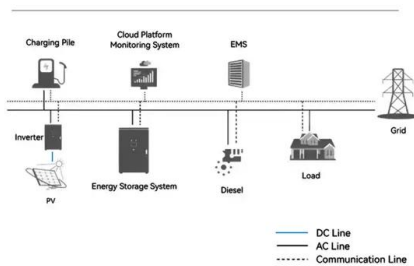 Charging Pile
Cloud Platform
Monitoring System
EMS
Grid
Inverter
PV
Energy Storage System
Diesel
Load
DC Line
AC Line
Communication Line